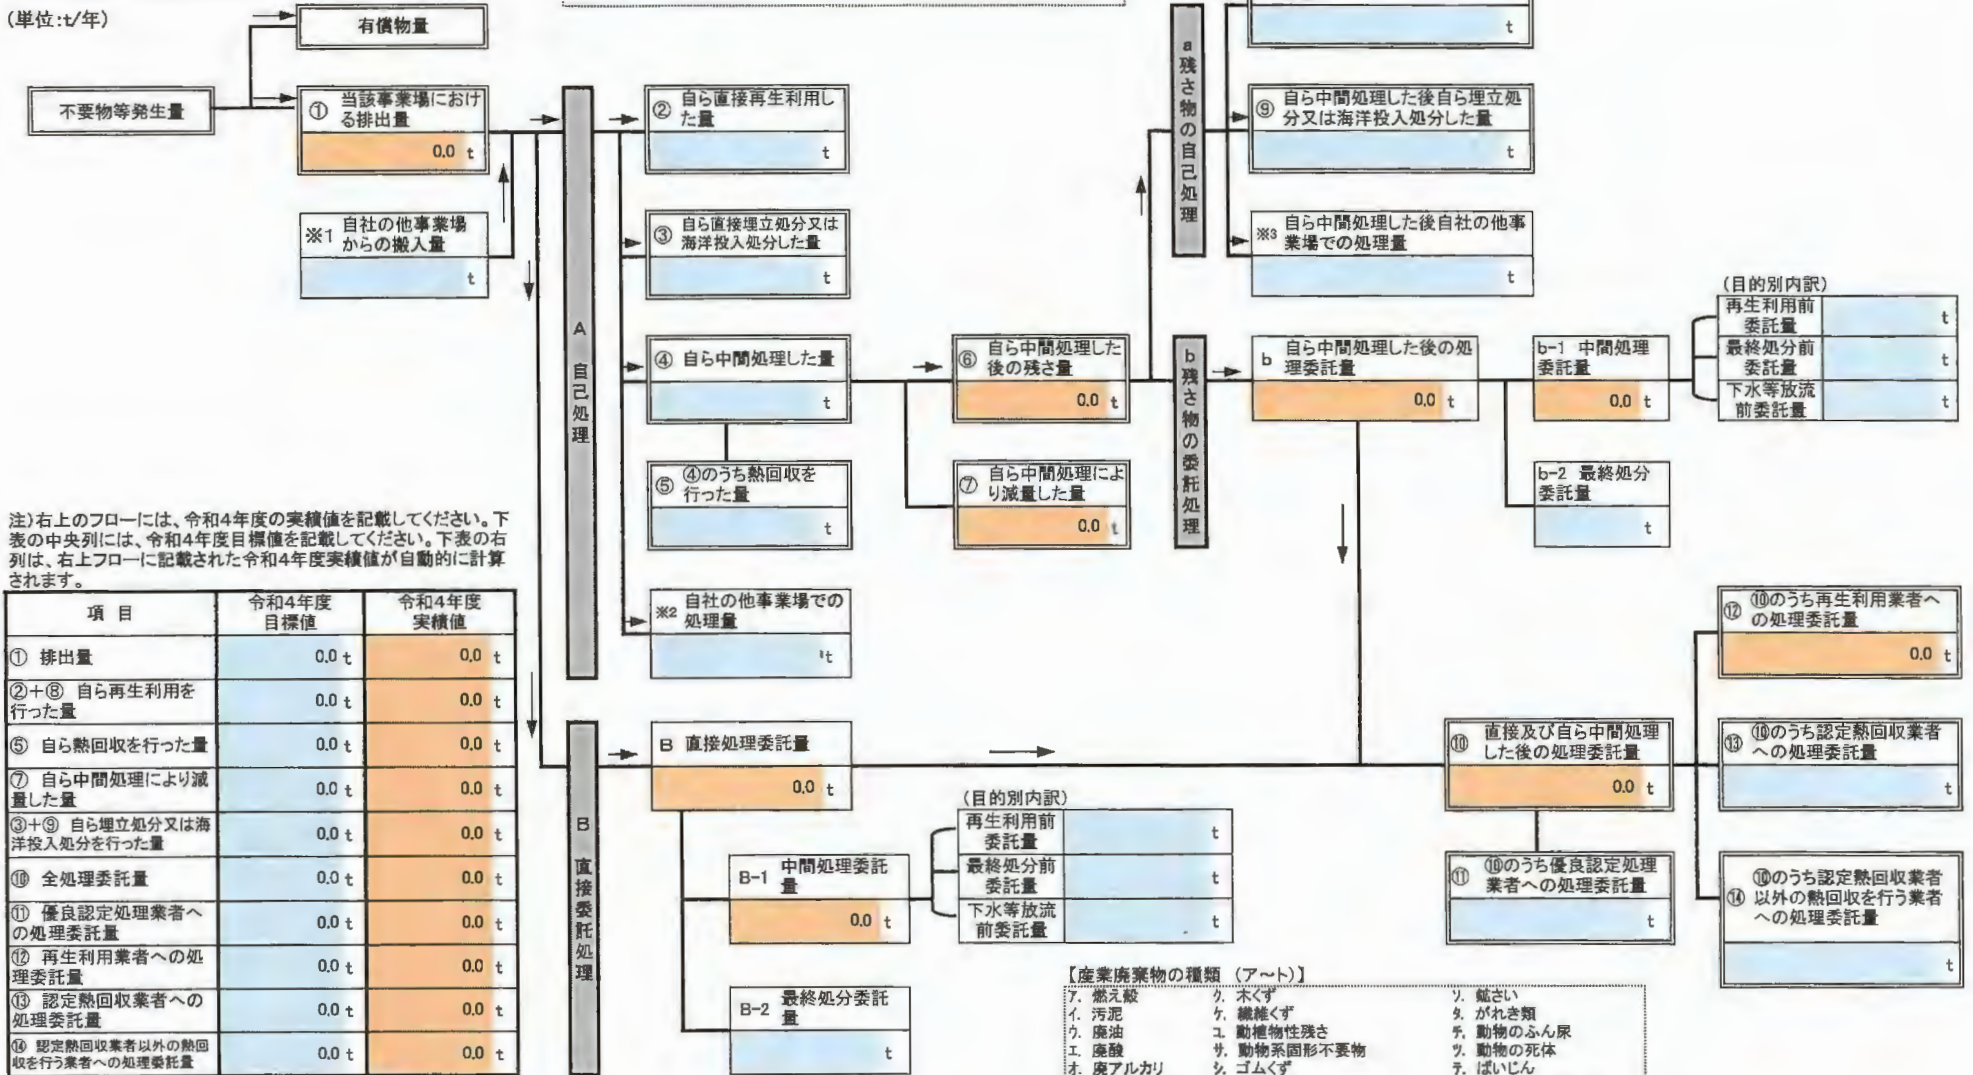 (単位:t/年)
有償物量
不要物等発生量
① 当該事業場におけ
る排出量
0.0 t
※1 自社の他事業場
からの搬入量
t
A 自己処理
② 自ら直接再生利用し
た量
t
③ 自ら直接埋立処分又は
海洋投入処分した量
t
④ 自ら中間処理した量
t
⑤ ④のうち熱回収を
行った量
t
※2 自社の他事業場での
処理量
t
⑥ 自ら中間処理した
後の残さ量
0.0 t
⑦ 自ら中間処理によ
り減量した量
0.0 t
a 残さ物の自己処理
t
⑨ 自ら中間処理した後自ら埋立処
分又は海洋投入処分した量
t
※3 自ら中間処理した後自社の他事
業場での処理量
t
b 残さ物の委託処理
b 自ら中間処理した後の処
理委託量
0.0 t
b-1 中間処理
委託量
0.0 t
b-2 最終処分
委託量
t
(目的別内訳)
再生利用前
委託量
t
最終処分前
委託量
t
下水等放流
前委託量
t
注)右上のフローには、令和4年度の実績値を記載してください。下
表の中央列には、令和4年度目標値を記載してください。下表の右
列は、右上フローに記載された令和4年度実績値が自動的に計算
されます。
項 目 令和4年度 目標値 令和4年度 実績値
① 排出量 0.0 t 0.0 t
②+⑧ 自ら再生利用を
行った量 0.0 t 0.0 t
⑤ 自ら熱回収を行った量 0.0 t 0.0 t
⑦ 自ら中間処理により減
量した量 0.0 t 0.0 t
③+⑨ 自ら埋立処分又は海
洋投入処分を行った量 0.0 t 0.0 t
⑩ 全処理委託量 0.0 t 0.0 t
⑪ 優良認定処理業者へ
の処理委託量 0.0 t 0.0 t
⑫ 再生利用業者への処
理委託量 0.0 t 0.0 t
⑬ 認定熱回収業者への
処理委託量 0.0 t 0.0 t
⑭ 認定熱回収業者以外の熱回
収を行う業者への処理委託量 0.0 t 0.0 t
B 直接委託処理
B 直接処理委託量
0.0 t
B-1 中間処理委託
量
0.0 t
B-2 最終処分委託
量
t
(目的別内訳)
再生利用前
委託量
t
最終処分前
委託量
t
下水等放流
前委託量
t
⑩ 直接及び自ら中間処理
した後の処理委託量
0.0 t
⑪ ⑩のうち優良認定処理
業者への処理委託量
t
⑫ ⑩のうち再生利用業者へ
の処理委託量
0.0 t
⑬ ⑩のうち認定熱回収業者
への処理委託量
t
⑭ ⑩のうち認定熱回収業者
以外の熱回収を行う業者
への処理委託量
t
【産業廃棄物の種類 (ア~ト)】
ア. 燃え殻 ク. 木くず ソ. 鉱さい
イ. 汚泥 ケ. 繊維くず タ. がれき類
ウ. 廃油 コ. 動植物性残さ チ. 動物のふん尿
エ. 廃酸 サ. 動物系固形不要物 ツ. 動物の死体
オ. 廃アルカリ シ. ゴムくず テ. ばいじん